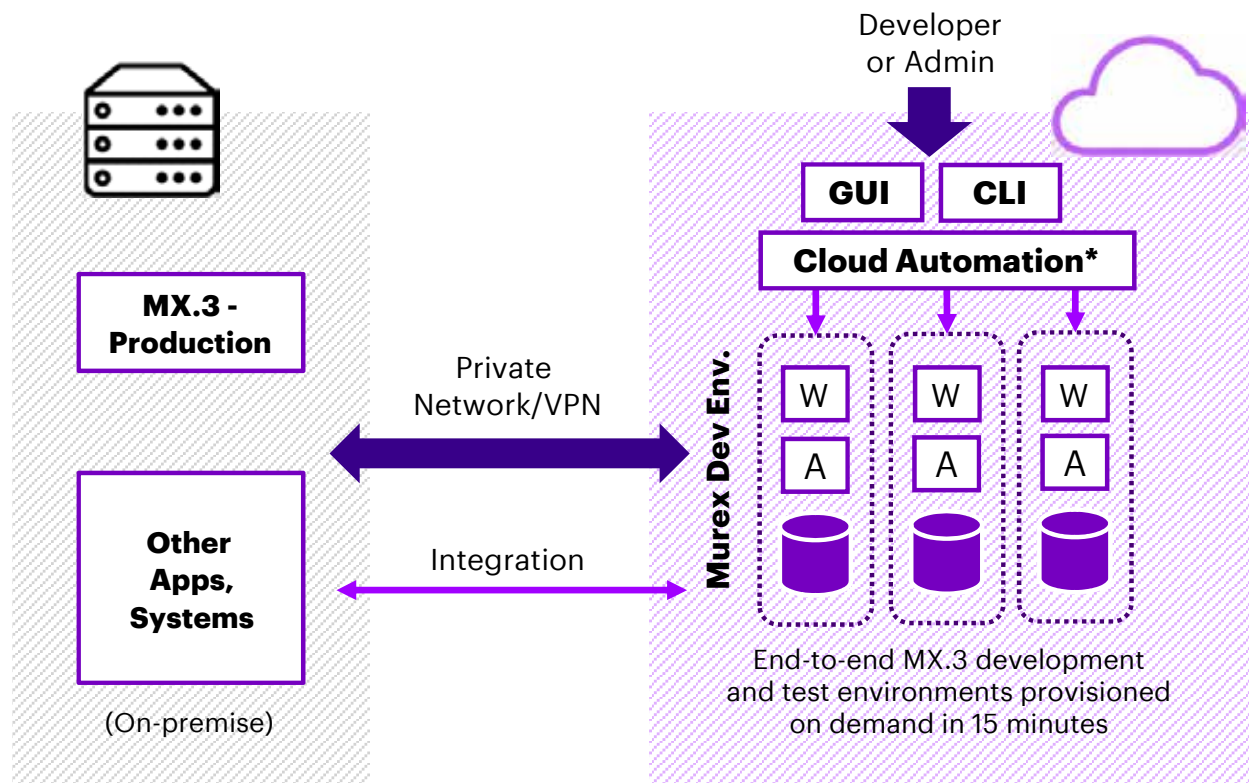 Developer
or Admin
GUI
CLI
Cloud Automation*
MX.3 -
Production
Private
Network/VPN
Murex Dev Env.
W
W
W
A
A
A
Other
Apps,
Systems
Integration
(On-premise)
End-to-end MX.3 development
and test environments provisioned
on demand in 15 minutes